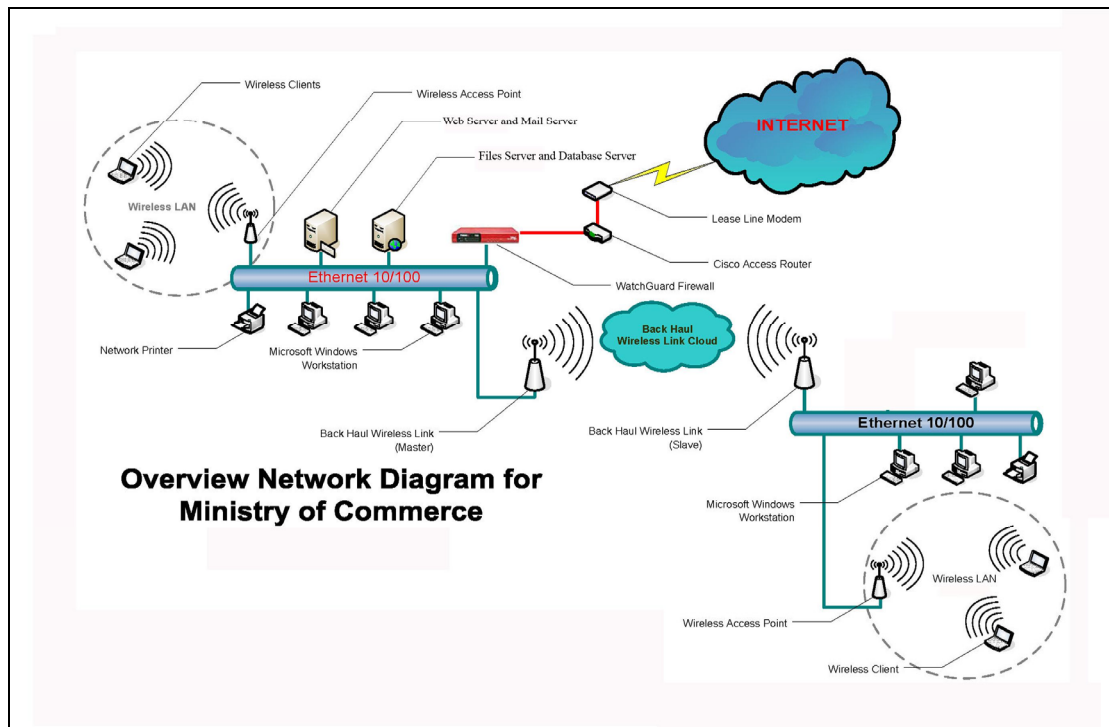 Wireless Clients
Wireless Access Point
Web Server and Mail Server
Files Server and Database Server
INTERNET
Wireless LAN
Lease Line Modem
Cisco Access Router
Ethernet 10/100
WatchGuard Firewall
Network Printer
Microsoft Windows
Workstation
Back Haul
Wireless Link Cloud
Back Haul Wireless Link
(Master)
Back Haul Wireless Link
(Slave)
Ethernet 10/100
Overview Network Diagram for
Ministry of Commerce
Microsoft Windows
Workstation
Wireless LAN
Wireless Access Point
Wireless Client